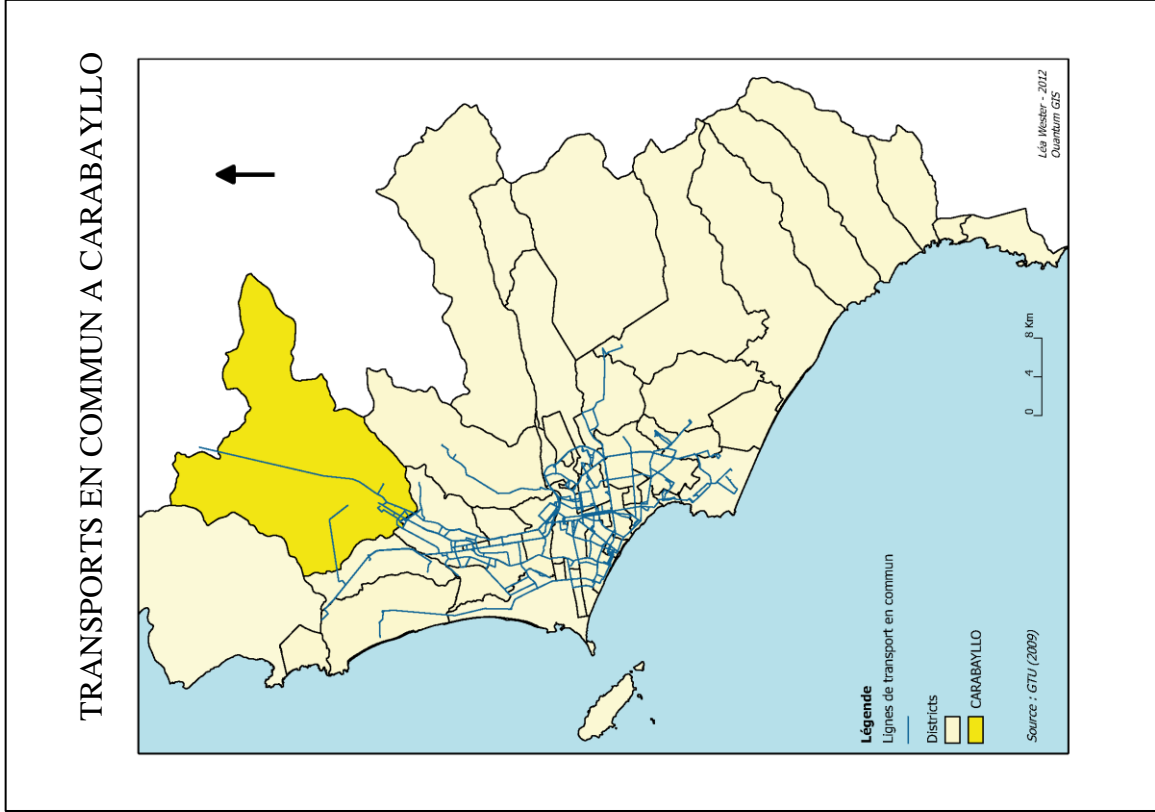 TRANSPORTS EN COMMUN A CARABAYLLO
Légende
Lignes de transport en commun
Districts
CARABAYLLO
Source : GTU (2009)
0 4 8 Km
Léa Wester - 2012
Quantum GIS